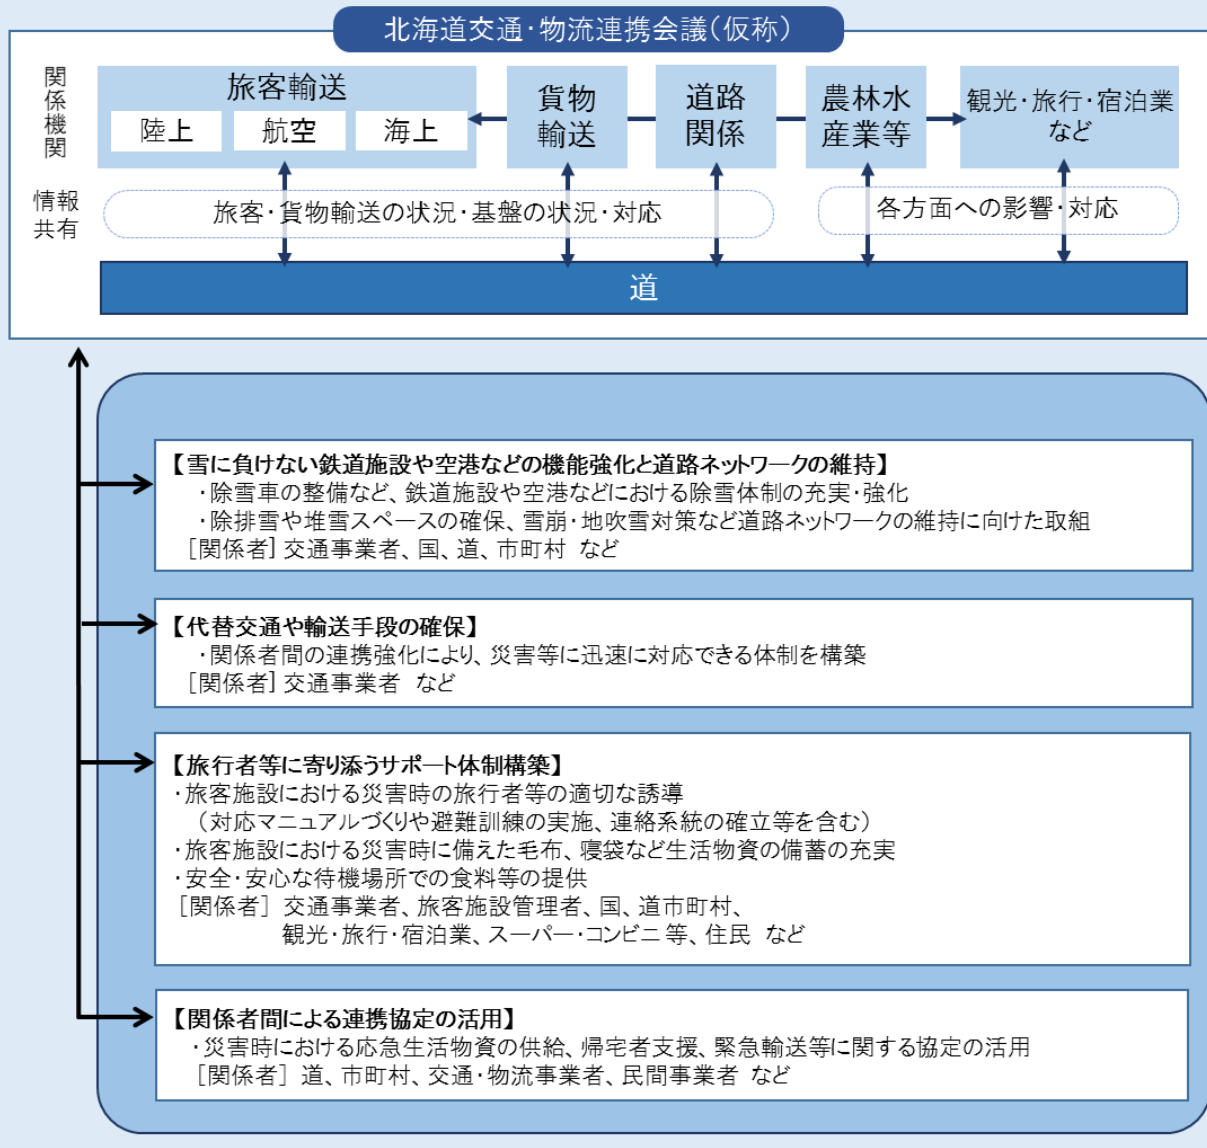 北海道交通・物流連携会議(仮称)
関係機関
旅客輸送
陸上
航空
海上
貨物
輸送
道路
関係
農林水
産業等
観光・旅行・宿泊業
など
情報
共有
旅客・貨物輸送の状況・基盤の状況・対応
各方面への影響・対応
道
【雪に負けない鉄道施設や空港などの機能強化と道路ネットワークの維持】
・除雪車の整備など、鉄道施設や空港などにおける除雪体制の充実・強化
・除排雪や堆雪スペースの確保、雪崩・地吹雪対策など道路ネットワークの維持に向けた取組
[関係者] 交通事業者、国、道、市町村 など
【代替交通や輸送手段の確保】
・関係者間の連携強化により、災害等に迅速に対応できる体制を構築
[関係者] 交通事業者 など
【旅行者等に寄り添うサポート体制構築】
・旅客施設における災害時の旅行者等の適切な誘導
(対応マニュアルづくりや避難訓練の実施、連絡系統の確立等を含む)
・旅客施設における災害時に備えた毛布、寝袋など生活物資の備蓄の充実
・安全・安心な待機場所での食料等の提供
[関係者] 交通事業者、旅客施設管理者、国、道市町村、
観光・旅行・宿泊業、スーパー・コンビニ等、住民 など
【関係者間による連携協定の活用】
・災害時における応急生活物資の供給、帰宅者支援、緊急輸送等に関する協定の活用
[関係者] 道、市町村、交通・物流事業者、民間事業者 など